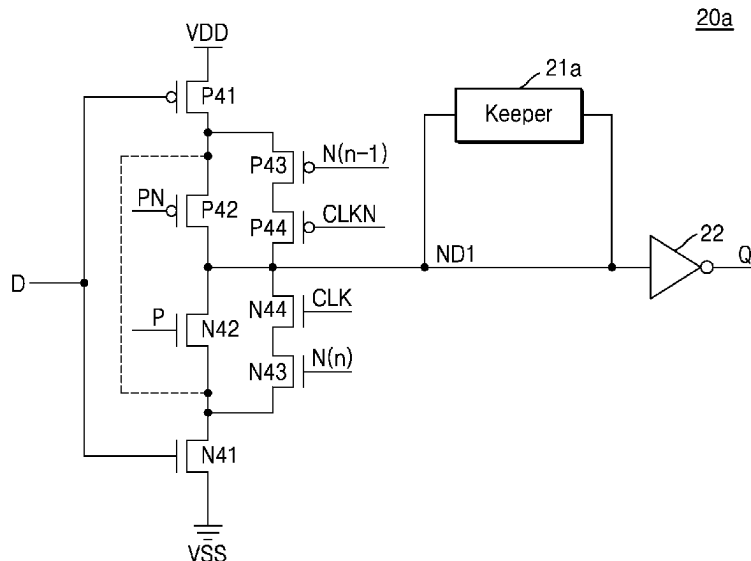 20a
VDD
21a
P41
Keeper
P43
N(n-1)
PN
P42
P44
CLKN
22
D
ND1
Q
P
N42
N44
CLK
N43
N(n)
N41
VSS